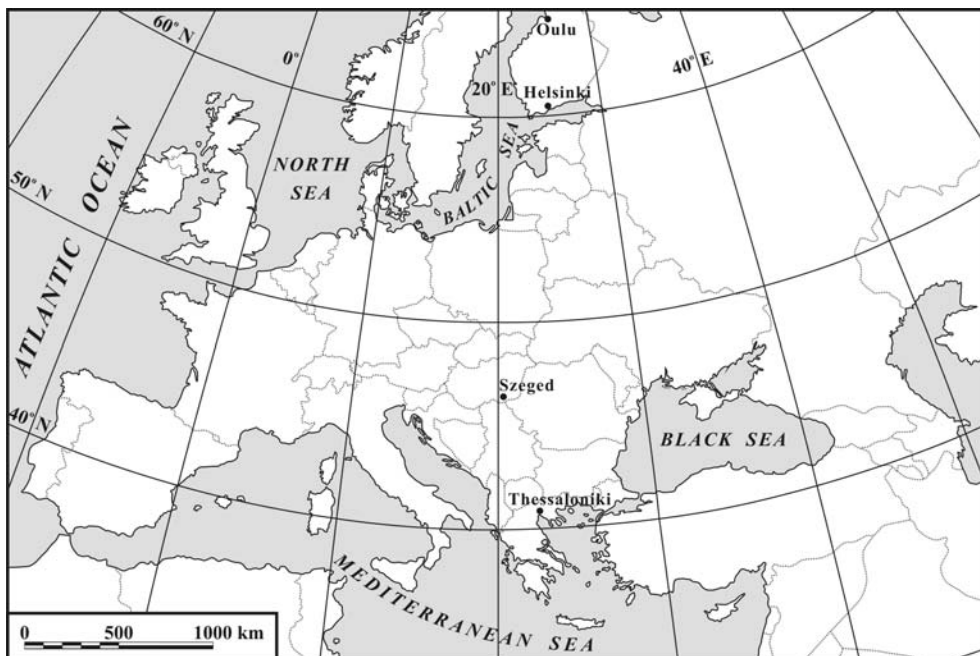 60° N
0°
Oulu
20° E
Helsinki
40° E
NORTH
SEA
BALTIC SEA
50° N
ATLANTIC OCEAN
Szeged
40° N
BLACK SEA
Thessaloniki
MEDITERRANEAN SEA
0 500 1000 km